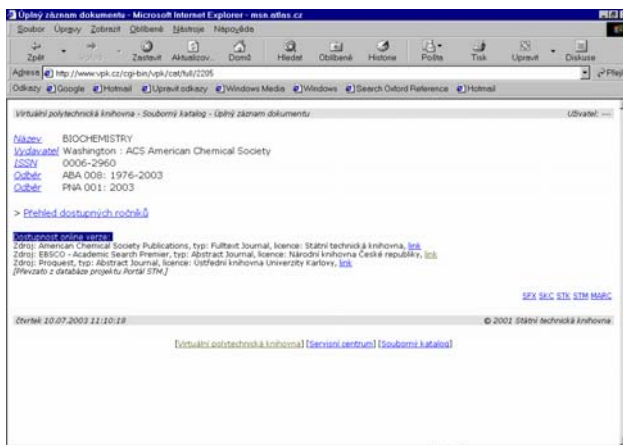 Úplný záznam dokumentu - Microsoft Internet Explorer - msn.atlas.cz
Soubor Úpravy Zobrazit Oblíbené Nástroje Nápověda
Zpět Zastavit Aktualizov.. Domů Hledat Oblíbené Historie Pošta Tisk Upravit Diskuse
Adresa http://www.vpk.cz/cgi-bin/vpk/cat/full/2205
Odkazy Google Hotmail Upravit odkazy Windows Media Windows Search Oxford Reference Hotmail
Virtuální polytechnická knihovna - Souborný katalog - Úplný záznam dokumentu Uživatel: ---
Název BIOCHEMISTRY
Vydavatel Washington : ACS American Chemical Society
ISSN 0006-2960
Odběr ABA 008: 1976-2003
Odběr PNA 001: 2003
> Přehled dostupných ročníků
Dostupnost online verze:
Zdroj: American Chemical Society Publications, typ: Fulltext Journal, licence: Státní technická knihovna, link
Zdroj: EBSCO - Academic Search Premier, typ: Abstract Journal, licence: Národní knihovna České republiky, link
Zdroj: Proquest, typ: Abstract Journal, licence: Ústřední knihovna Univerzity Karlovy, link
[Převzato z databáze projektu Portál STM.]
SFX SKC STK STM MARC
čtvrtek 10.07.2003 11:10:18 © 2001 Státní technická knihovna
[Virtuální polytechnická knihovna] [Servisní centrum] [Souborný katalog]